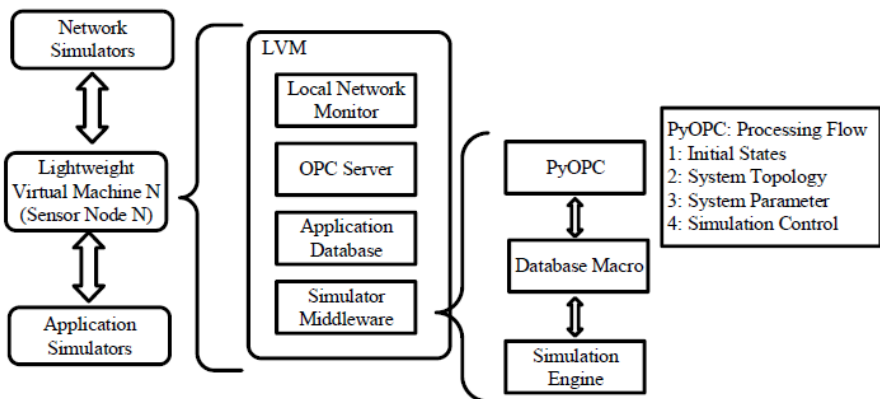 Network
Simulators
Lightweight
Virtual Machine N
(Sensor Node N)
Application
Simulators
LVM
Local Network
Monitor
OPC Server
Application
Database
Simulator
Middleware
PyOPC
Database Macro
Simulation
Engine
PyOPC: Processing Flow
1: Initial States
2: System Topology
3: System Parameter
4: Simulation Control